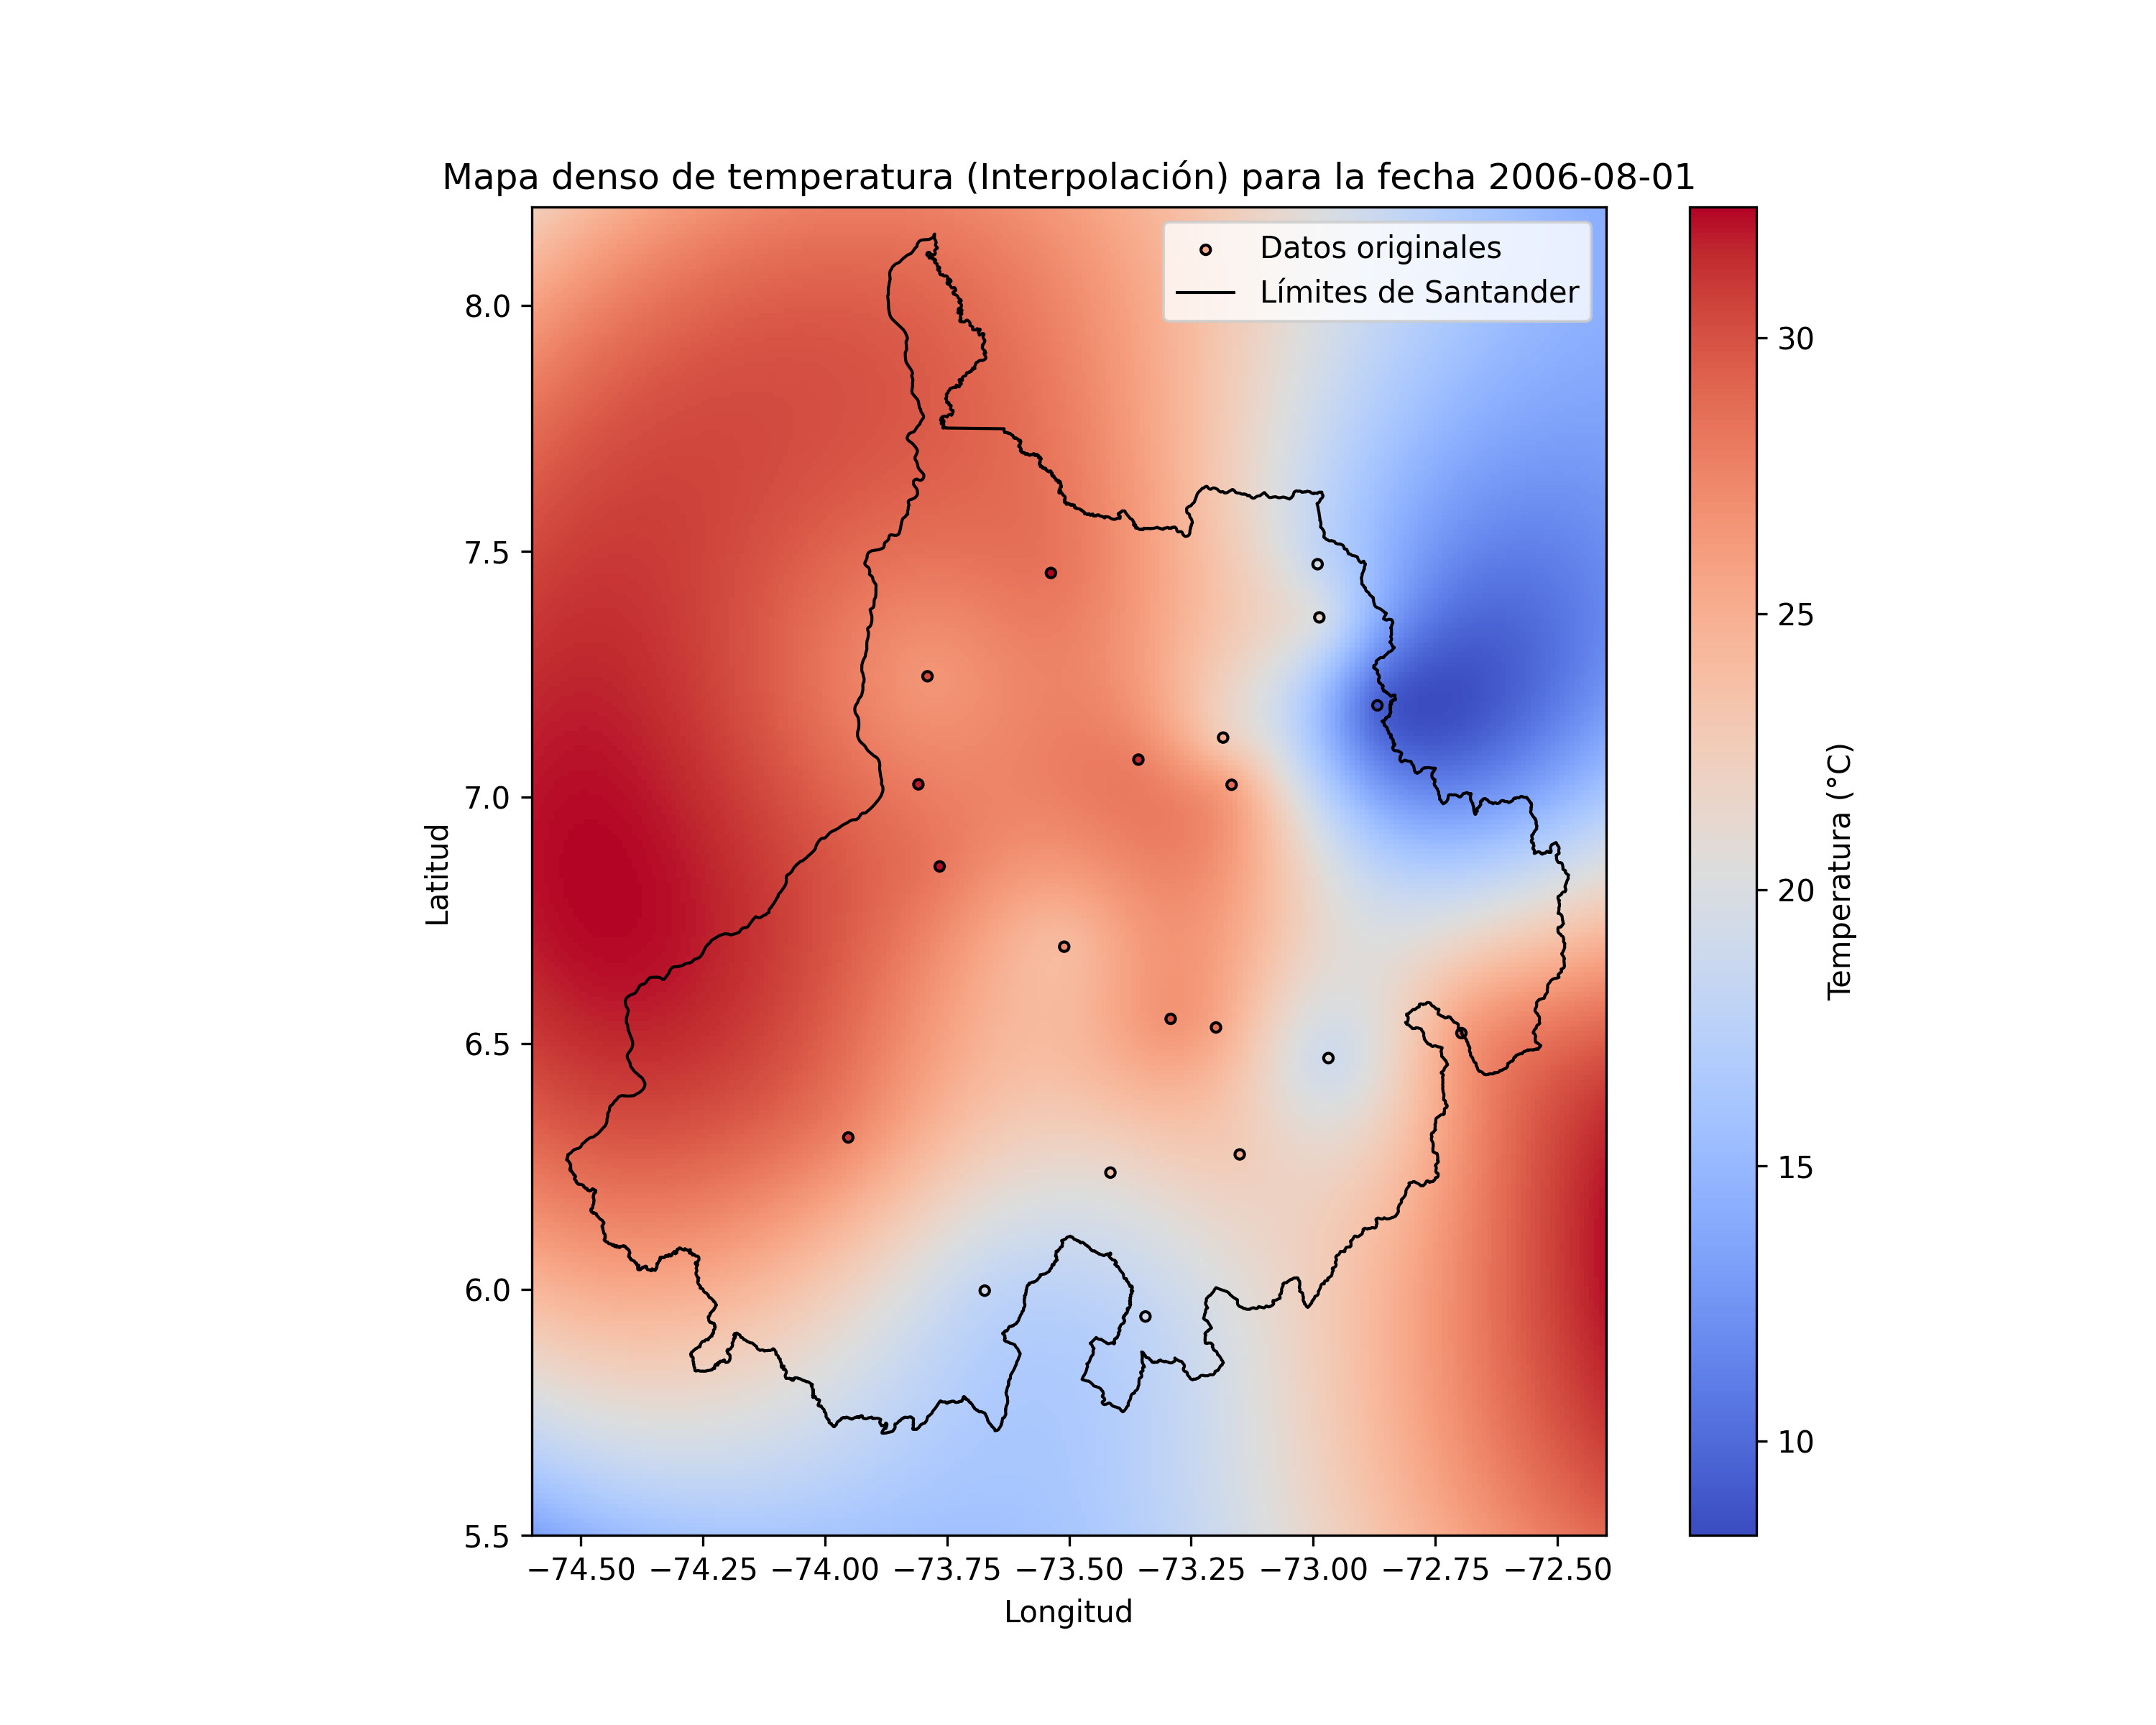 Mapa denso de temperatura (Interpolación) para la fecha 2006-08-01
Datos originales
Límites de Santander
8.0
7.5
7.0
6.5
6.0
5.5
Latitud
−74.50 −74.25 −74.00 −73.75 −73.50 −73.25 −73.00 −72.75 −72.50
Longitud
30
25
20
15
10
Temperatura (°C)